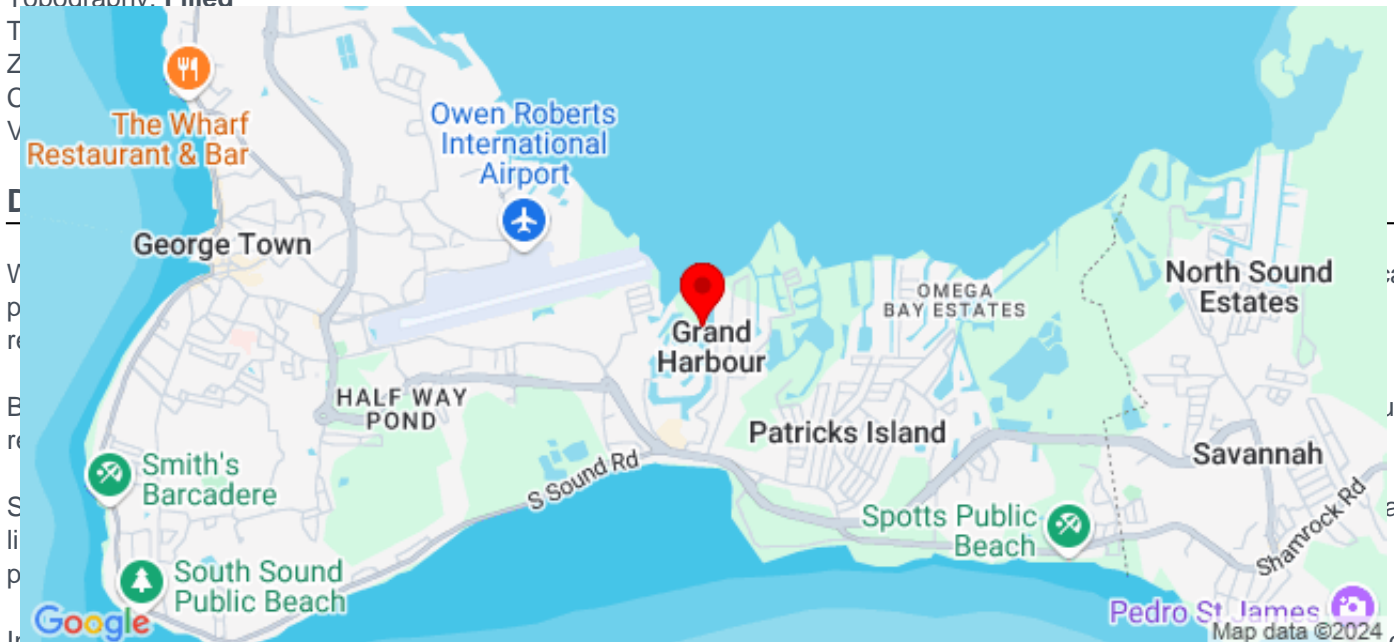 Topography: Filled
The Wharf
Restaurant & Bar
Owen Roberts
International
Airport
George Town
Grand
Harbour
OMEGA
BAY ESTATES
North Sound
Estates
HALF WAY
POND
Patricks Island
Savannah
Smith's
Barcadere
S Sound Rd
Spotts Public
Beach
Shamrock Rd
South Sound
Public Beach
Pedro St James
Google
Map data ©2024